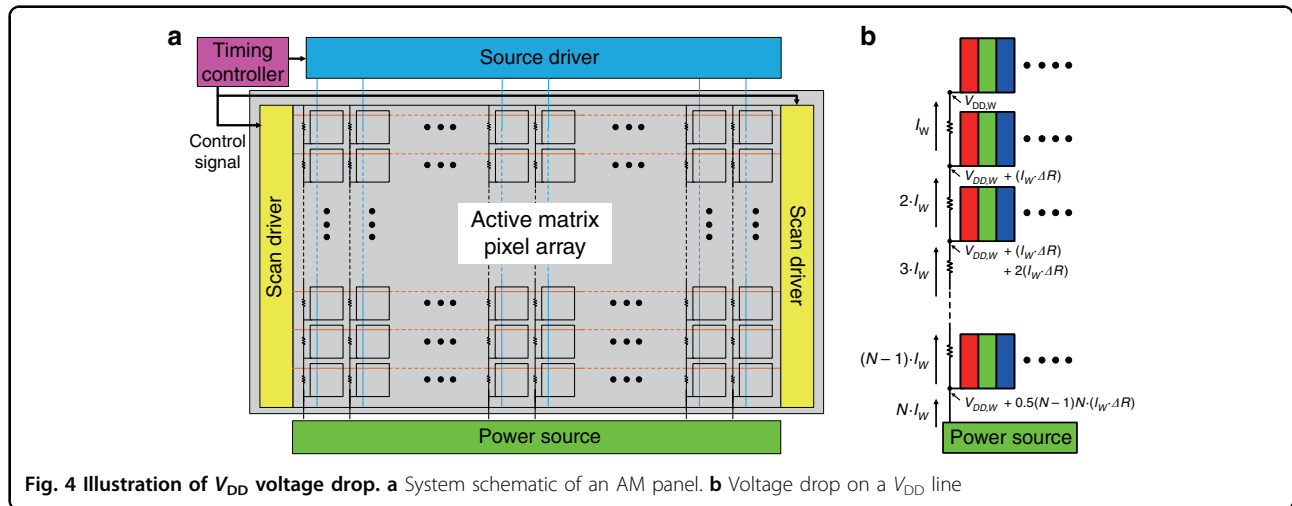 a
Timing
controller
Source driver
Control
signal
Scan driver
Active matrix
pixel array
Scan driver
Power source
b
V_DD,W
I_W
V_DD,W + (I_W·ΔR)
2·I_W
V_DD,W + (I_W·ΔR)
+ 2(I_W·ΔR)
3·I_W
(N − 1)·I_W
V_DD,W + 0.5(N − 1)N·(I_W·ΔR)
N·I_W
Power source
Fig. 4 Illustration of V_DD voltage drop. a System schematic of an AM panel. b Voltage drop on a V_DD line